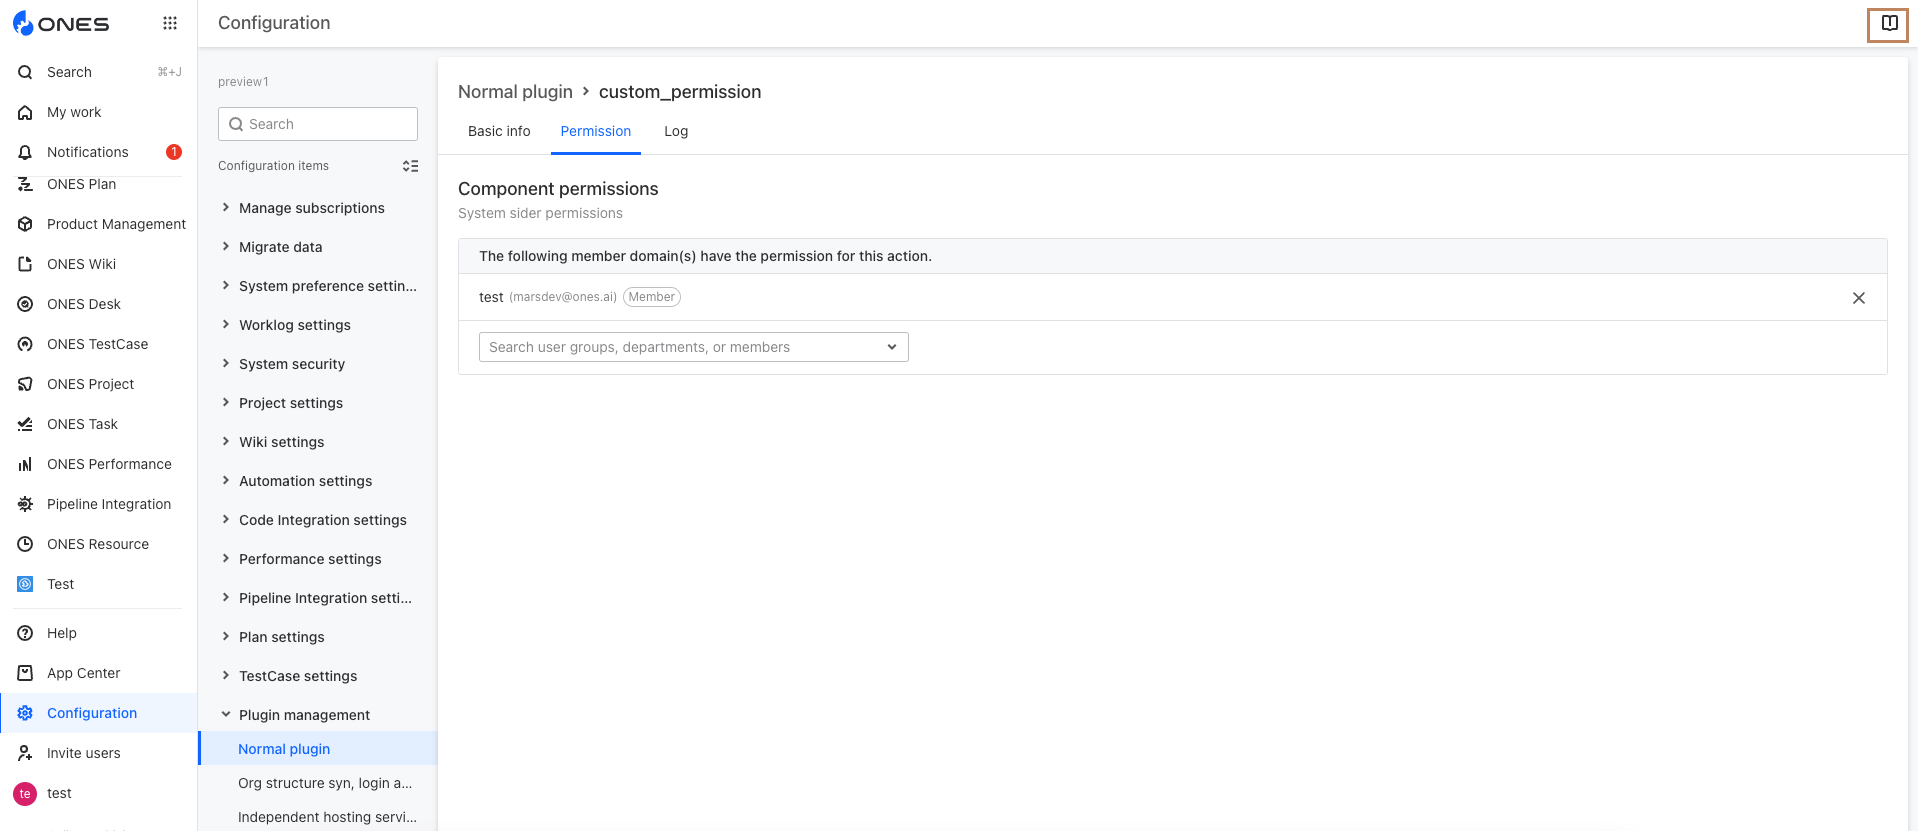 ONES
Search ⌘+J
My work
Notifications 1
ONES Plan
Product Management
ONES Wiki
ONES Desk
ONES TestCase
ONES Project
ONES Task
ONES Performance
Pipeline Integration
ONES Resource
Test
Help
App Center
Configuration
Invite users
te test
Configuration
preview1
Search
Configuration items
Manage subscriptions
Migrate data
System preference settin...
Worklog settings
System security
Project settings
Wiki settings
Automation settings
Code Integration settings
Performance settings
Pipeline Integration setti...
Plan settings
TestCase settings
Plugin management
Normal plugin
Org structure syn, login a...
Independent hosting servi...
Normal plugin > custom_permission
Basic info Permission Log
Component permissions
System sider permissions
The following member domain(s) have the permission for this action.
test (marsdev@ones.ai) Member
Search user groups, departments, or members